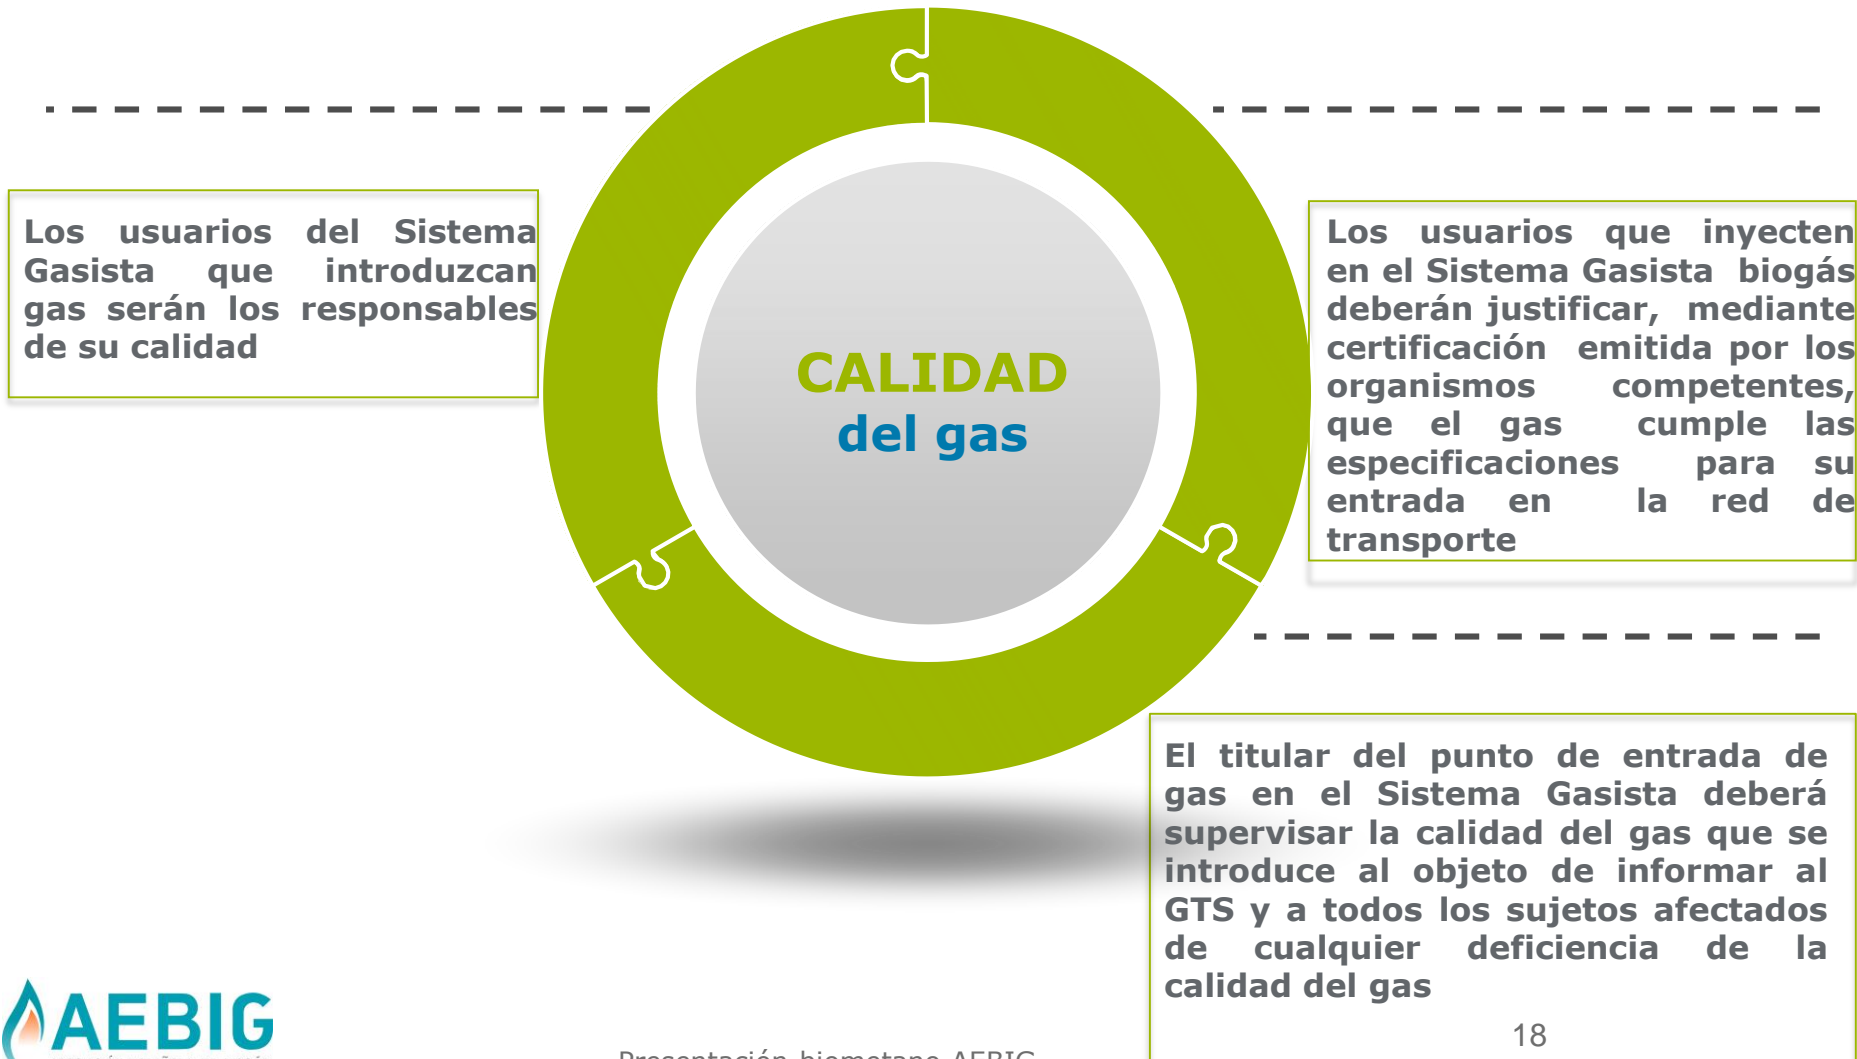 Los usuarios del Sistema
Gasista que introduzcan
gas serán los responsables
de su calidad
CALIDAD
del gas
Los usuarios que inyecten
en el Sistema Gasista biogás
deberán justificar, mediante
certificación emitida por los
organismos competentes,
que el gas cumple las
especificaciones para su
entrada en la red de
transporte
El titular del punto de entrada de
gas en el Sistema Gasista deberá
supervisar la calidad del gas que se
introduce al objeto de informar al
GTS y a todos los sujetos afectados
de cualquier deficiencia de la
calidad del gas
18
AEBIG
Presentación biometano AEBIG